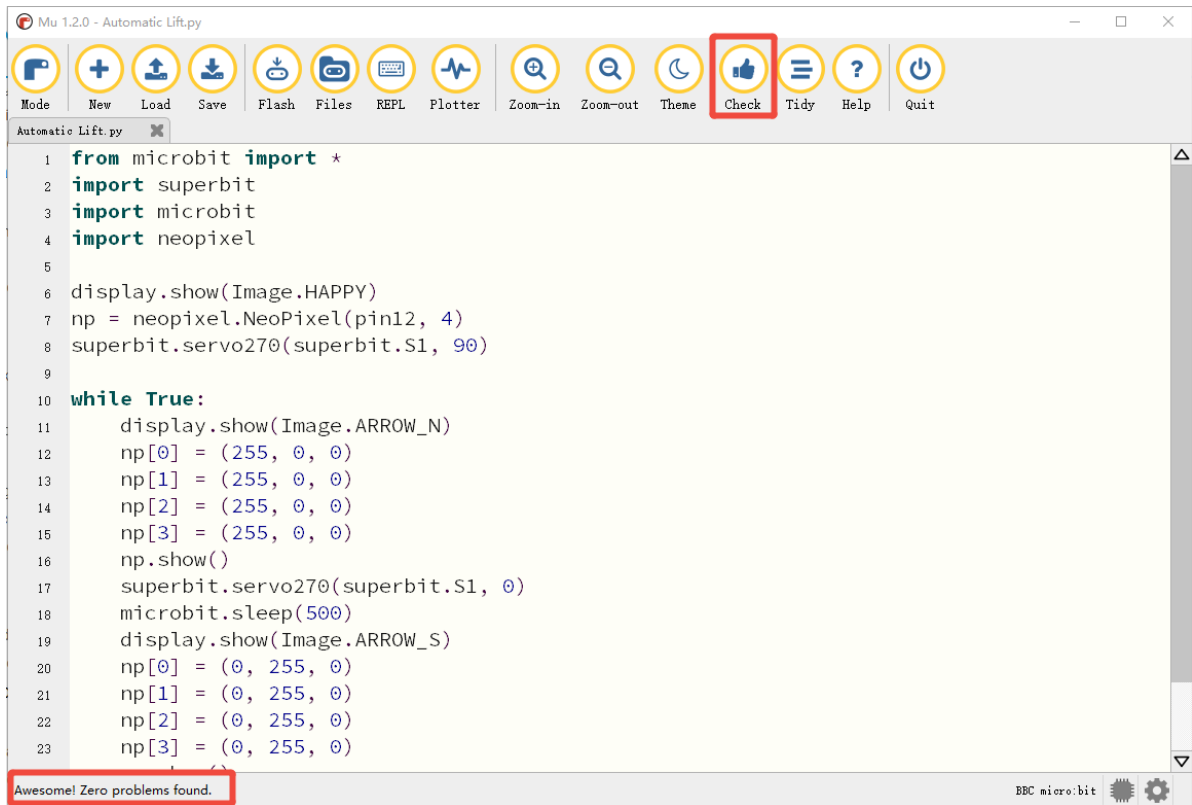 Mu 1.2.0 - Automatic Lift.py
Mode New Load Save Flash Files REPL Plotter Zoom-in Zoom-out Theme Check Tidy Help Quit
Automatic Lift.py
1 from microbit import *
2 import superbit
3 import microbit
4 import neopixel
5
6 display.show(Image.HAPPY)
7 np = neopixel.NeoPixel(pin12, 4)
8 superbit.servo270(superbit.S1, 90)
9
10 while True:
11     display.show(Image.ARROW_N)
12     np[0] = (255, 0, 0)
13     np[1] = (255, 0, 0)
14     np[2] = (255, 0, 0)
15     np[3] = (255, 0, 0)
16     np.show()
17     superbit.servo270(superbit.S1, 0)
18     microbit.sleep(500)
19     display.show(Image.ARROW_S)
20     np[0] = (0, 255, 0)
21     np[1] = (0, 255, 0)
22     np[2] = (0, 255, 0)
23     np[3] = (0, 255, 0)
Awesome! Zero problems found.
BBC micro:bit